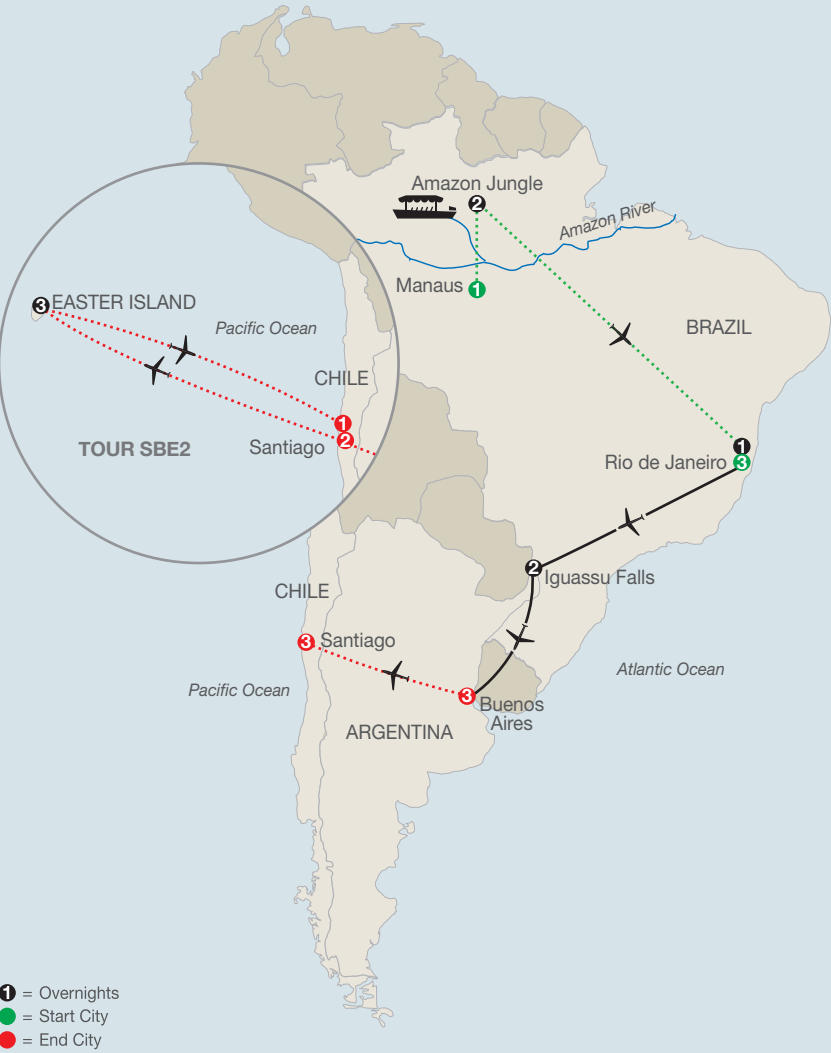 Amazon Jungle
2
Amazon River
Manaus
1
3
EASTER ISLAND
Pacific Ocean
BRAZIL
CHILE
1
2
Santiago
TOUR SBE2
1
Rio de Janeiro
3
2
Iguassu Falls
CHILE
3
Santiago
Atlantic Ocean
Pacific Ocean
3
Buenos
Aires
ARGENTINA
1 = Overnights
= Start City
= End City